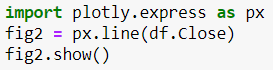 import plotly.express as px
fig2 = px.line(df.Close)
fig2.show()